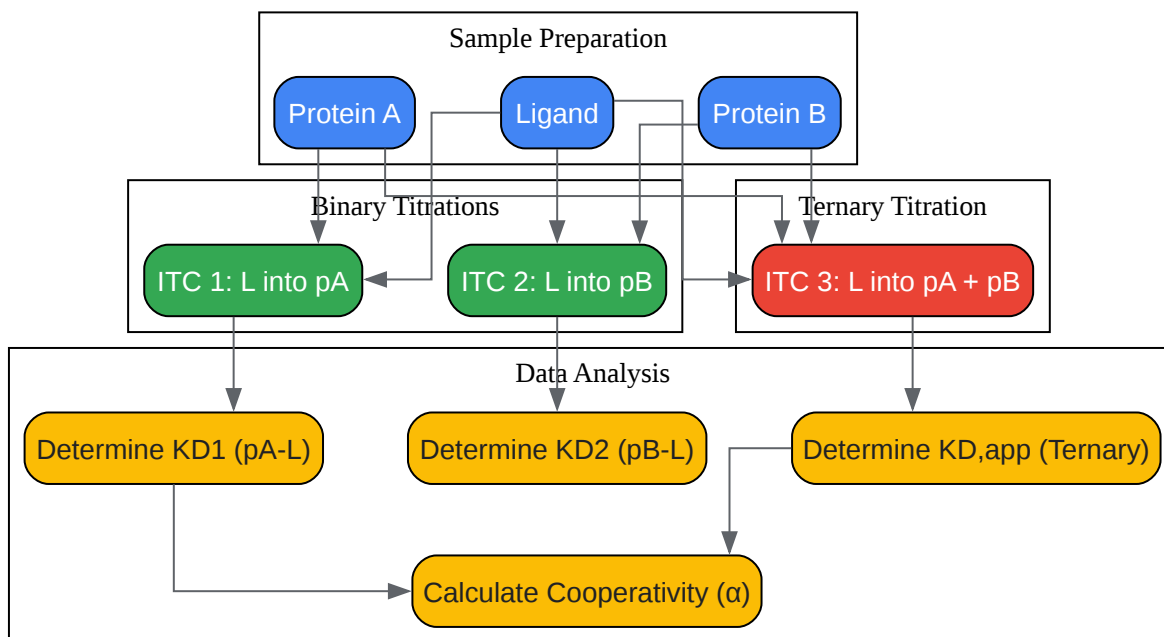 Sample Preparation
Protein A
Ligand
Protein B
Binary Titrations
Ternary Titration
ITC 1: L into pA
ITC 2: L into pB
ITC 3: L into pA + pB
Data Analysis
Determine KD1 (pA-L)
Determine KD2 (pB-L)
Determine KD,app (Ternary)
Calculate Cooperativity (α)